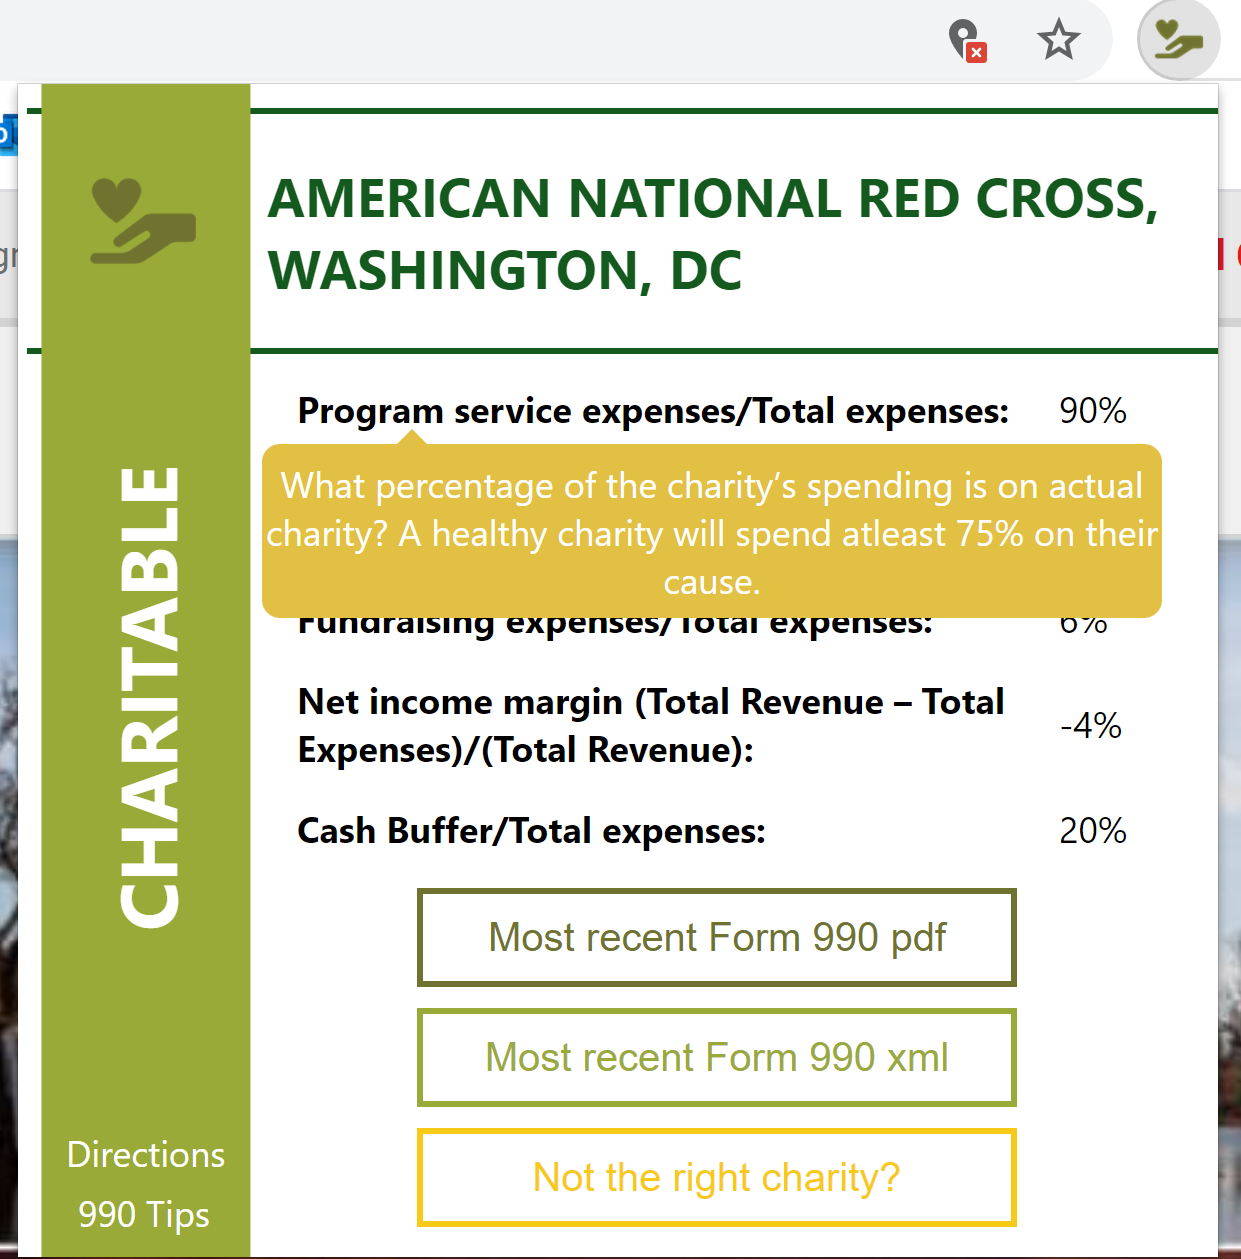 AMERICAN NATIONAL RED CROSS,
WASHINGTON, DC
Program service expenses/Total expenses: 90%
What percentage of the charity’s spending is on actual
charity? A healthy charity will spend atleast 75% on their
cause.
Fundraising expenses/Total expenses: 6%
Net income margin (Total Revenue – Total
Expenses)/(Total Revenue): -4%
Cash Buffer/Total expenses: 20%
Most recent Form 990 pdf
Most recent Form 990 xml
Not the right charity?
CHARITABLE
Directions
990 Tips